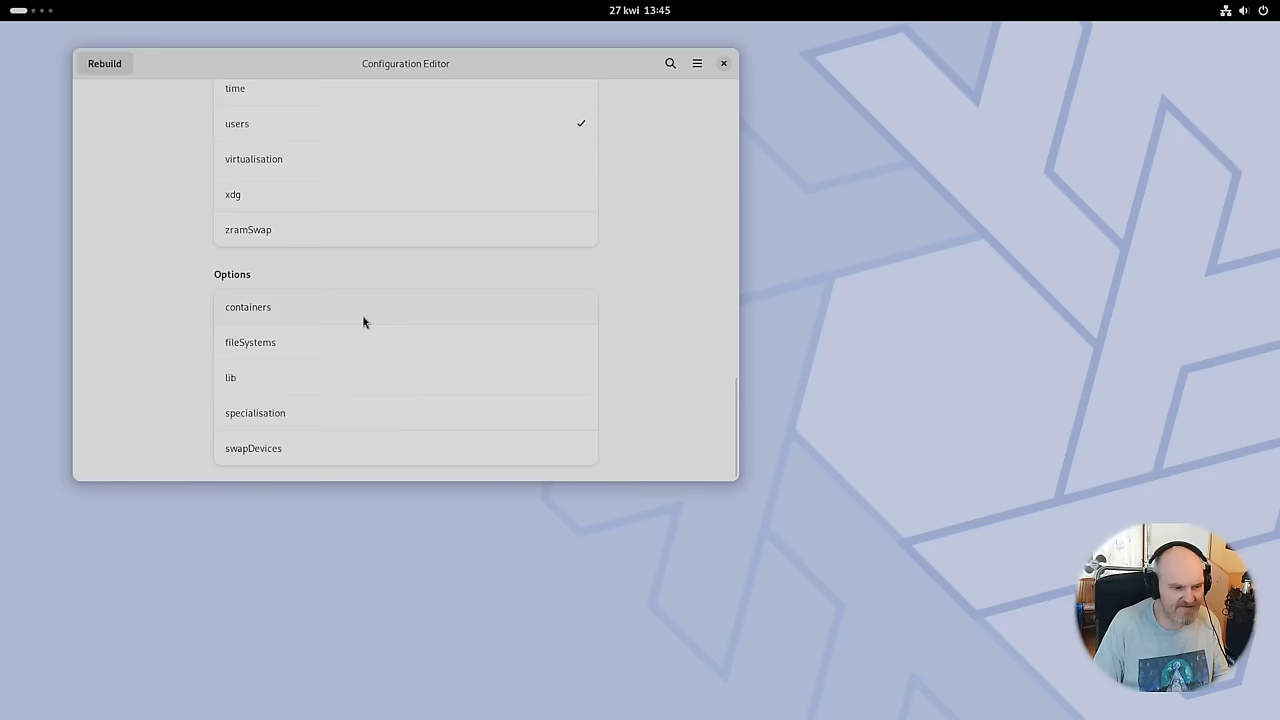 27 kwi 13:45
Rebuild
Configuration Editor
time
users
virtualisation
xdg
zramSwap
Options
containers
fileSystems
lib
specialisation
swapDevices